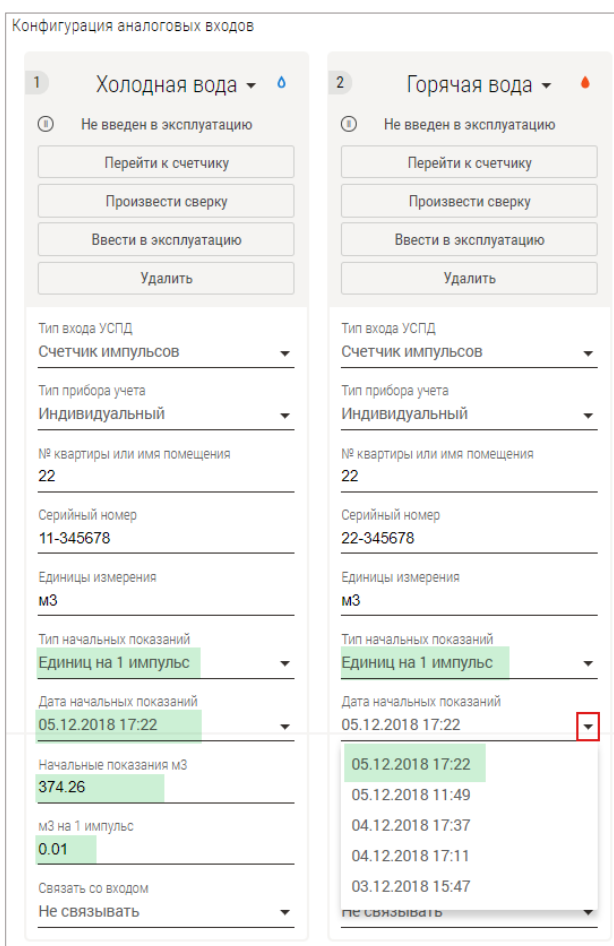 Конфигурация аналоговых входов
1
Холодная вода
Не введен в эксплуатацию
Перейти к счетчику
Произвести сверку
Ввести в эксплуатацию
Удалить
Тип входа УСПД
Счетчик импульсов
Тип прибора учета
Индивидуальный
№ квартиры или имя помещения
22
Серийный номер
11-345678
Единицы измерения
м3
Тип начальных показаний
Единиц на 1 импульс
Дата начальных показаний
05.12.2018 17:22
Начальные показания м3
374.26
м3 на 1 импульс
0.01
Связать со входом
Не связывать
2
Горячая вода
Не введен в эксплуатацию
Перейти к счетчику
Произвести сверку
Ввести в эксплуатацию
Удалить
Тип входа УСПД
Счетчик импульсов
Тип прибора учета
Индивидуальный
№ квартиры или имя помещения
22
Серийный номер
22-345678
Единицы измерения
м3
Тип начальных показаний
Единиц на 1 импульс
Дата начальных показаний
05.12.2018 17:22
05.12.2018 17:22
05.12.2018 11:49
04.12.2018 17:37
04.12.2018 17:11
03.12.2018 15:47
Не связывать